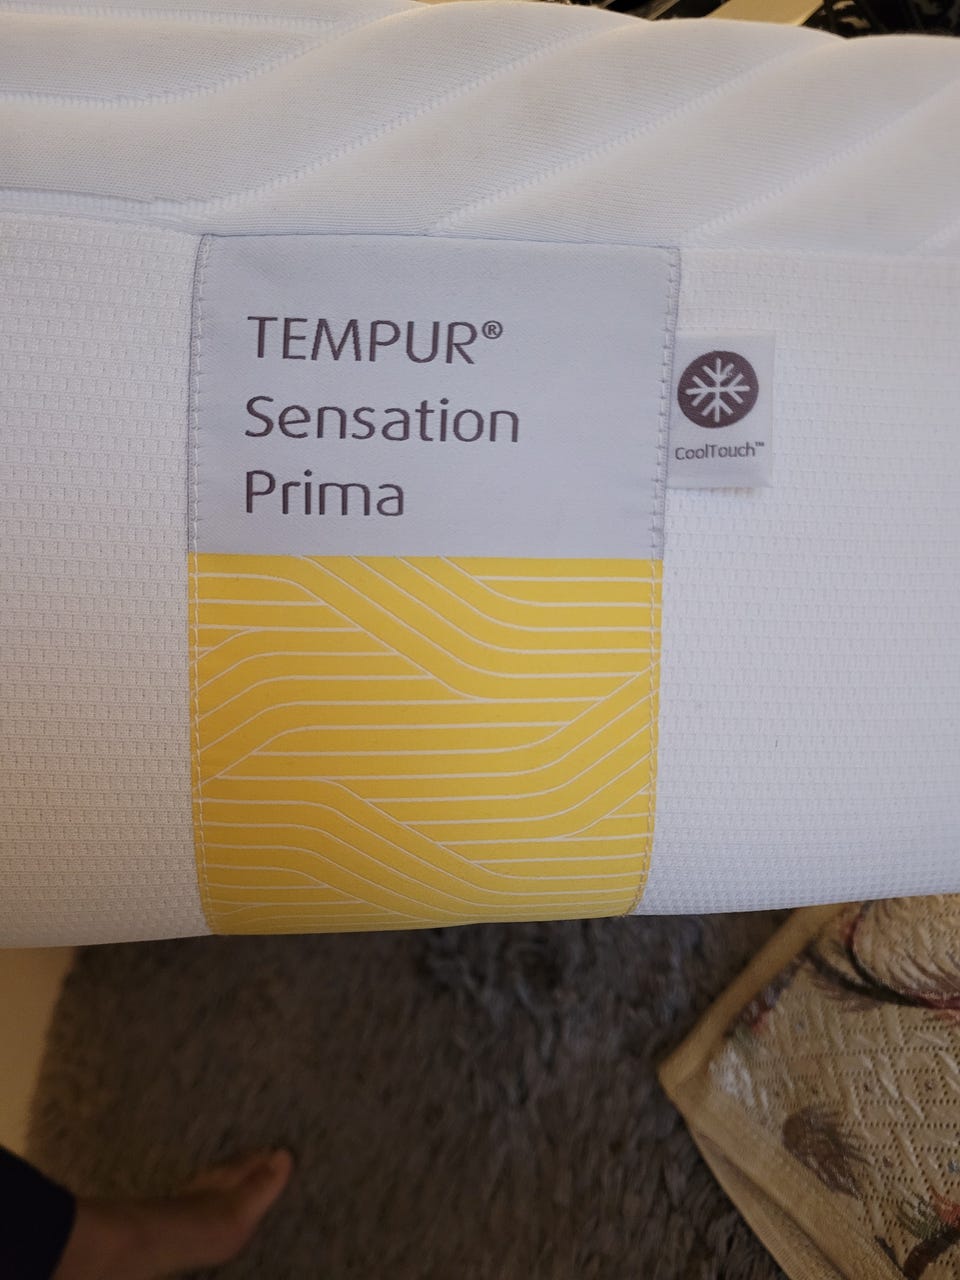 TEMPUR®
Sensation
Prima
CoolTouch™